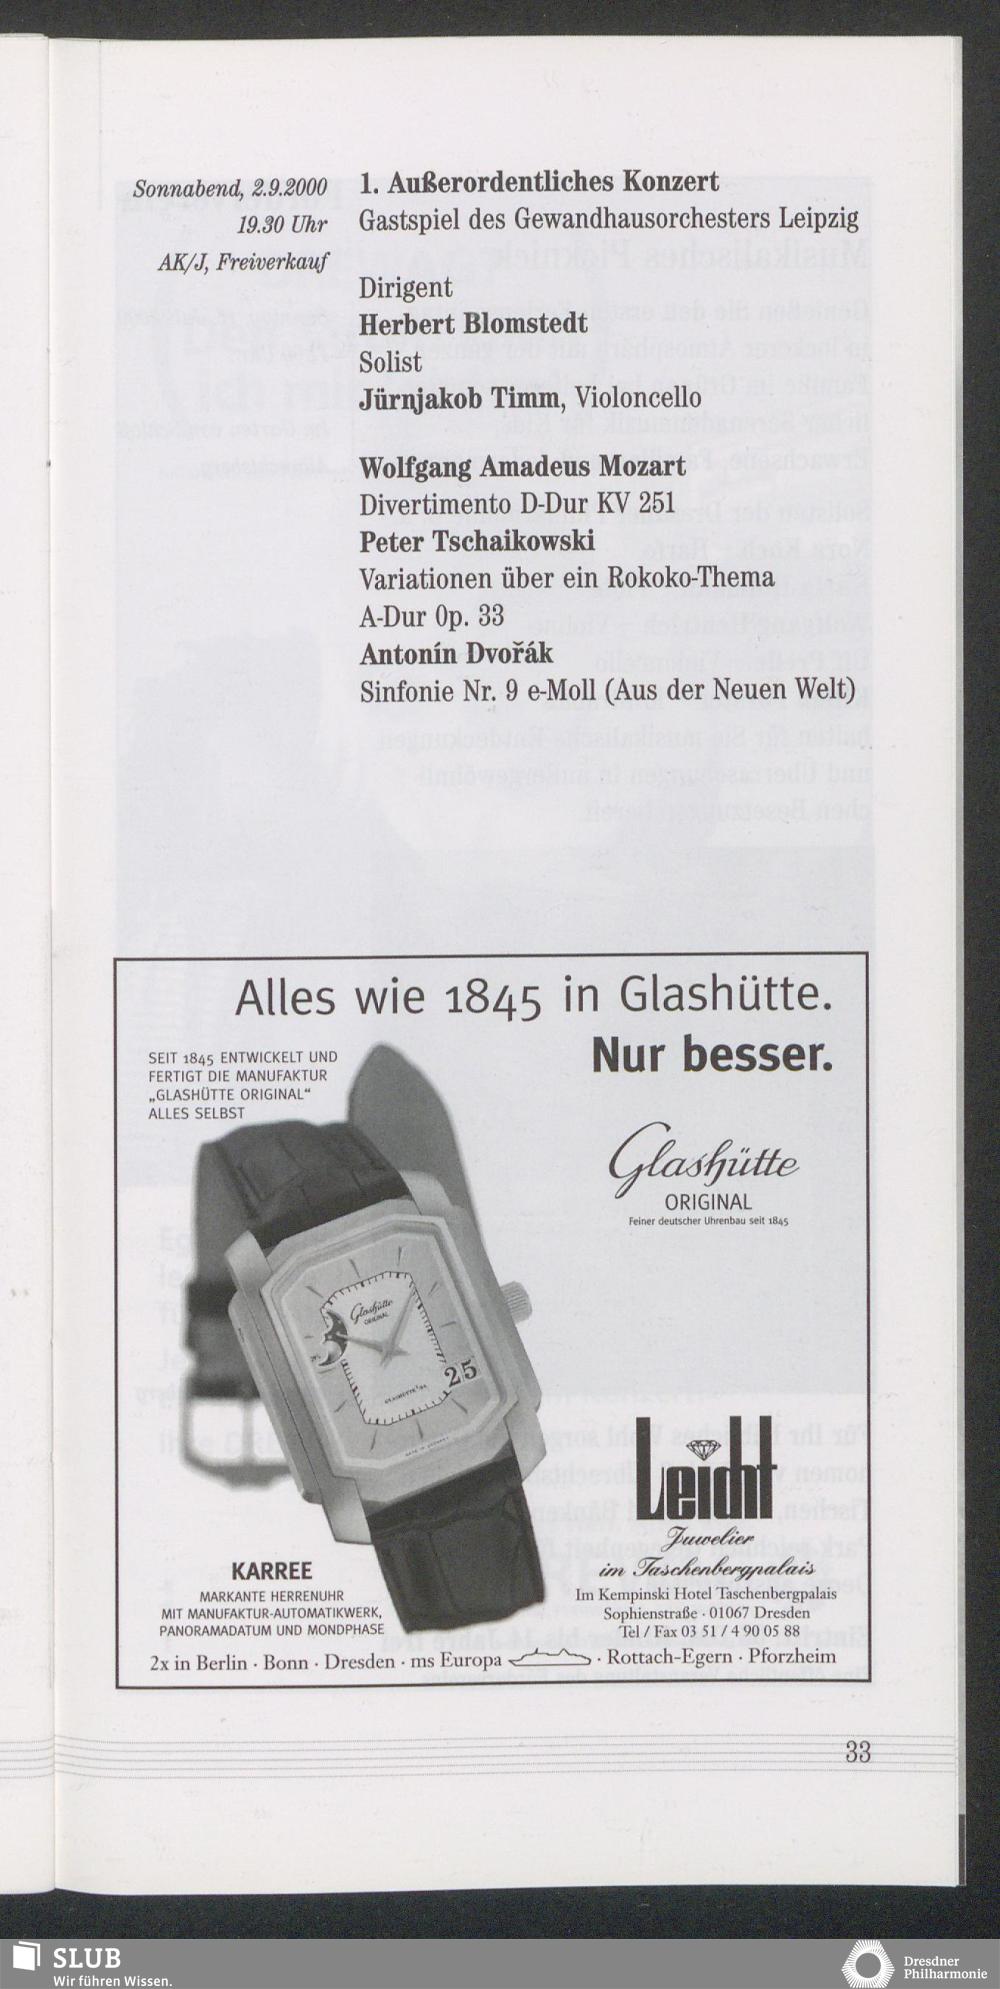 Sonnabend, 2.9.2000
19.30 Uhr
AK/J, Freiverkauf
1. Außerordentliches Konzert
Gastspiel des Gewandhausorchesters Leipzig
Dirigent
Herbert Blomstedt
Solist
Jürnjakob Timm, Violoncello
Wolfgang Amadeus Mozart
Divertimento D-Dur KV 251
Peter Tschaikowski
Variationen über ein Rokoko-Thema
A-Dur Op. 33
Antonín Dvořák
Sinfonie Nr. 9 e-Moll (Aus der Neuen Welt)
Alles wie 1845 in Glashütte.
Nur besser.
SEIT 1845 ENTWICKELT UND
FERTIGT DIE MANUFAKTUR
„GLASHÜTTE ORIGINAL“
ALLES SELBST
Glashütte
ORIGINAL
Feiner deutscher Uhrenbau seit 1845
Glashütte
ORIGINAL
25
Leicht
Juwelier
im Taschenbergpalais
Im Kempinski Hotel Taschenbergpalais
Sophienstraße · 01067 Dresden
Tel / Fax 03 51 / 4 90 05 88
KARREE
MARKANTE HERRENUHR
MIT MANUFAKTUR-AUTOMATIKWERK,
PANORAMADATUM UND MONDPHASE
2x in Berlin · Bonn · Dresden · ms Europa · Rottach-Egern · Pforzheim
33
SLUB
Wir führen Wissen.
Dresdner
Philharmonie